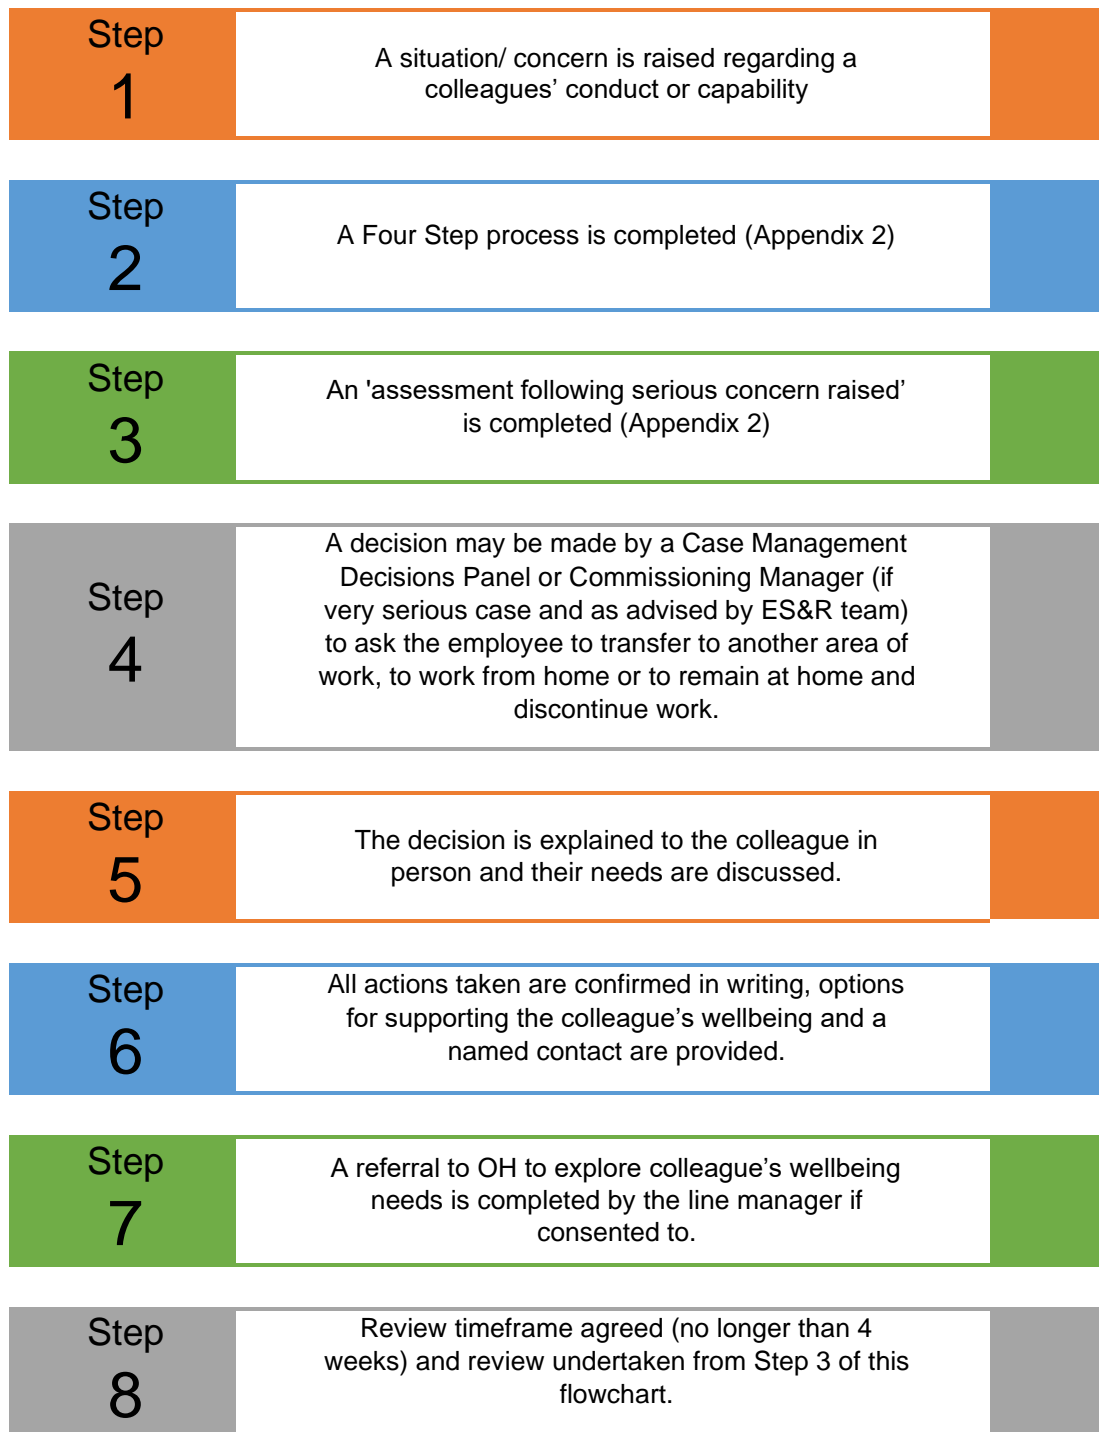 Step
1
A situation/ concern is raised regarding a
colleagues’ conduct or capability
Step
2
A Four Step process is completed (Appendix 2)
Step
3
An 'assessment following serious concern raised’
is completed (Appendix 2)
Step
4
A decision may be made by a Case Management
Decisions Panel or Commissioning Manager (if
very serious case and as advised by ES&R team)
to ask the employee to transfer to another area of
work, to work from home or to remain at home and
discontinue work.
Step
5
The decision is explained to the colleague in
person and their needs are discussed.
Step
6
All actions taken are confirmed in writing, options
for supporting the colleague’s wellbeing and a
named contact are provided.
Step
7
A referral to OH to explore colleague’s wellbeing
needs is completed by the line manager if
consented to.
Step
8
Review timeframe agreed (no longer than 4
weeks) and review undertaken from Step 3 of this
flowchart.